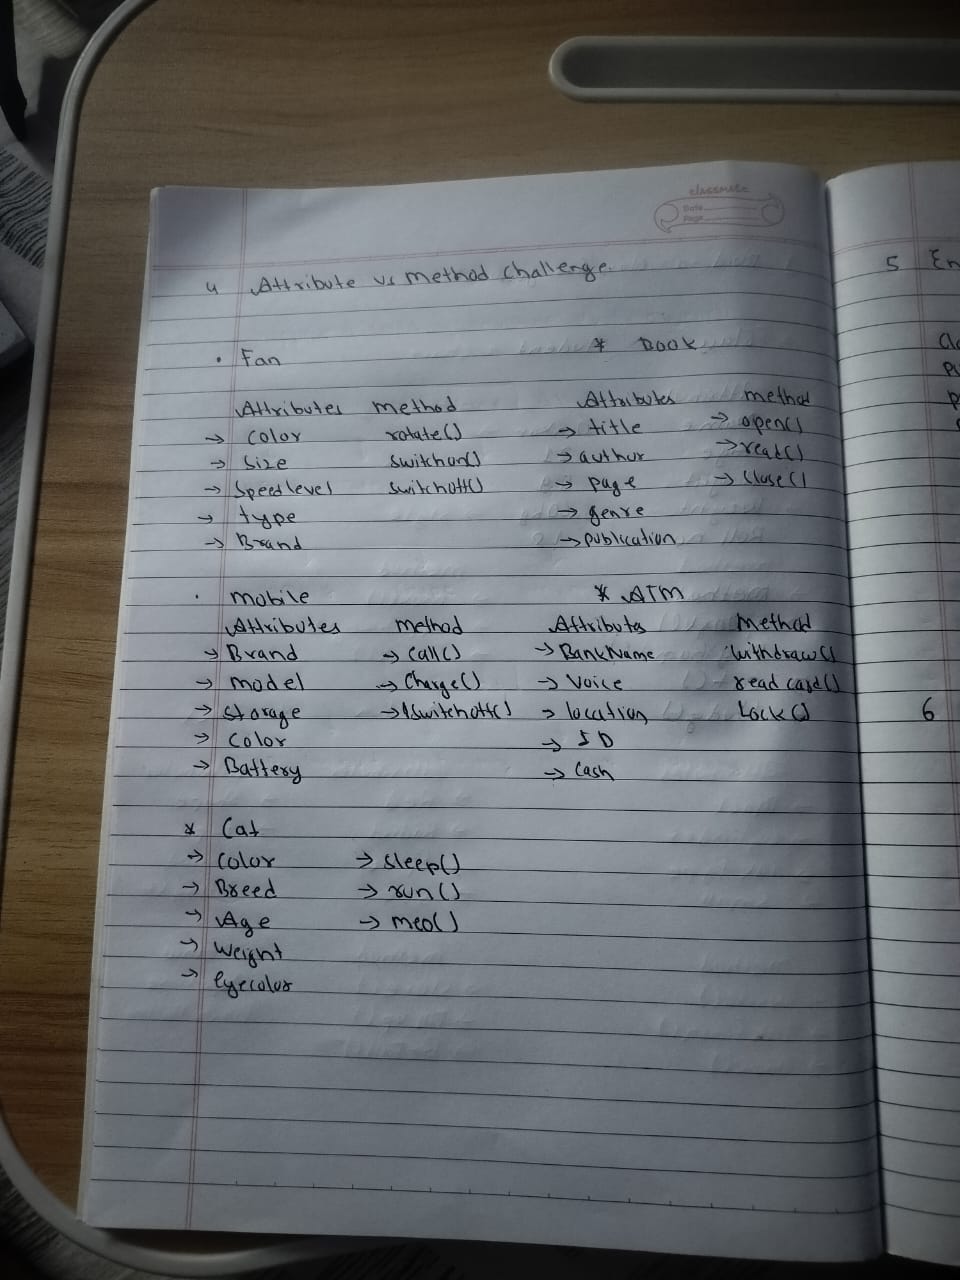 classmate
Date
Page
4 Attribute vs method challenge.
• Fan
* Book
Attributes method
→ color rotate()
→ Size switchon()
→ Speedlevel switchoff()
→ type
→ Brand
Attributes method
→ title → open()
→ author → read()
→ page → Close()
→ genre
→ publication
• mobile
Attributes method
→ Brand → call()
→ model → Charge()
→ storage → switchoff()
→ color
→ Battery
* ATM
Attributes Method
→ BankName withdraw()
→ Voice read card()
→ location Lock()
→ ID
→ Cash
* Cat
→ color → sleep()
→ Breed → run()
→ Age → meo()
→ Weight
→ eyecolor
5 En
6